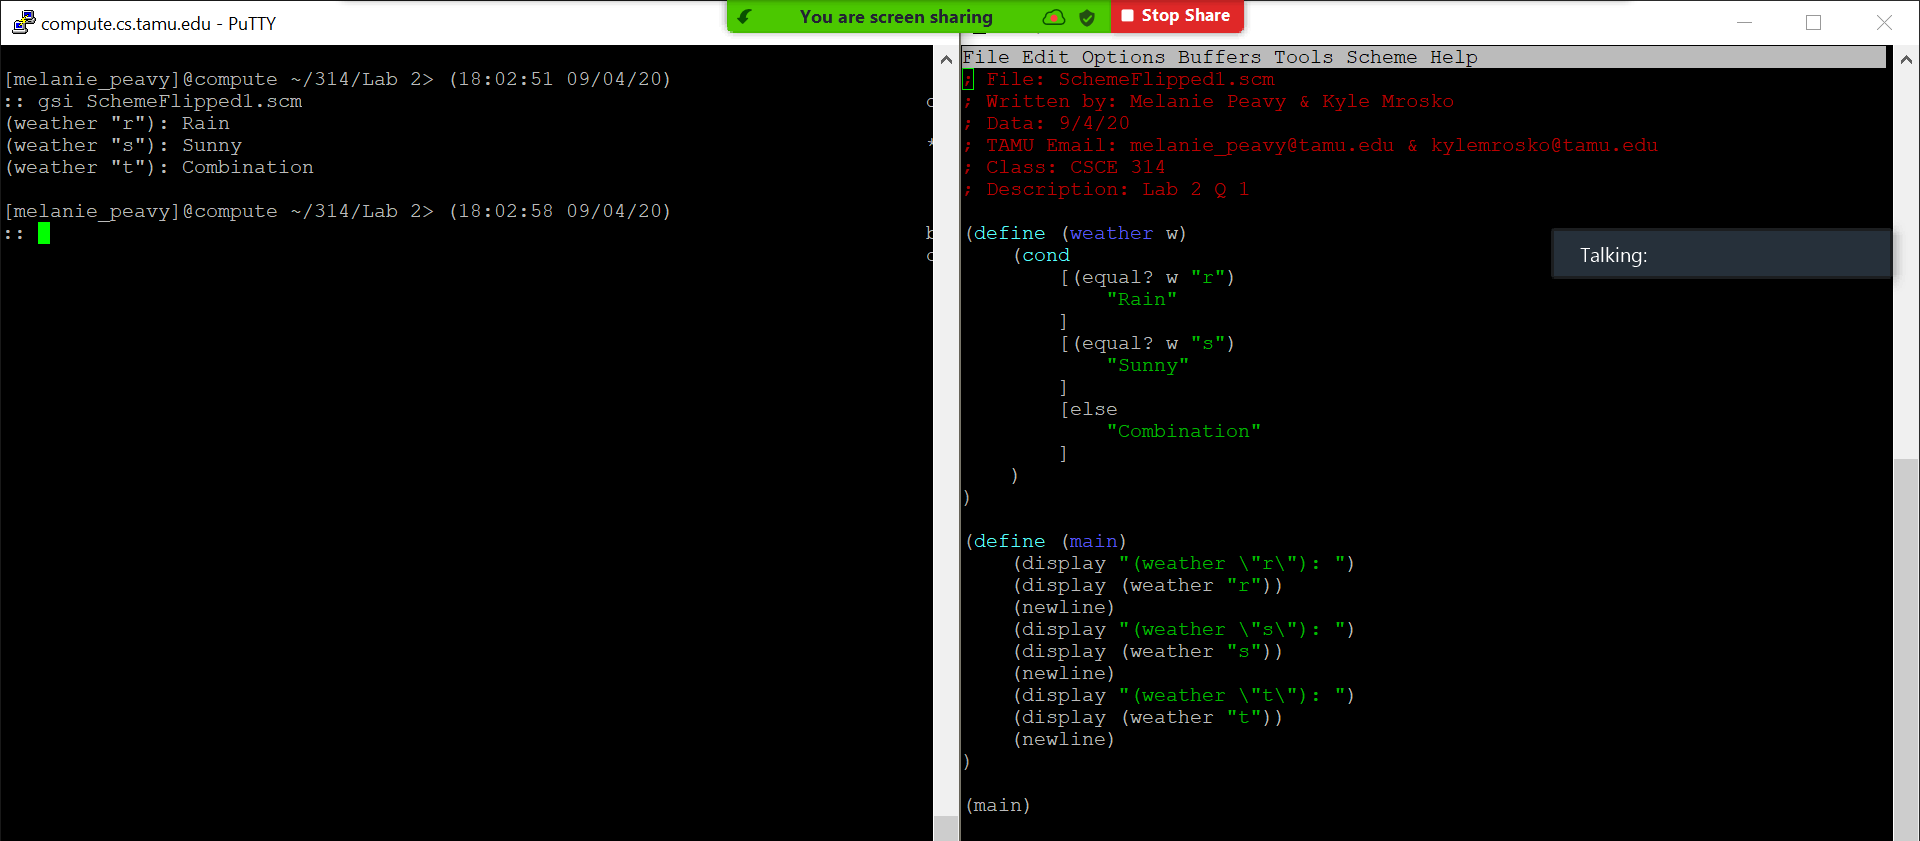 compute.cs.tamu.edu - PuTTY
You are screen sharing
Stop Share
[melanie_peavy]@compute ~/314/Lab 2> (18:02:51 09/04/20)
:: gsi SchemeFlipped1.scm
(weather "r"): Rain
(weather "s"): Sunny
(weather "t"): Combination
[melanie_peavy]@compute ~/314/Lab 2> (18:02:58 09/04/20)
::
File Edit Options Buffers Tools Scheme Help
; File: SchemeFlipped1.scm
; Written by: Melanie Peavy & Kyle Mrosko
; Data: 9/4/20
; TAMU Email: melanie_peavy@tamu.edu & kylemrosko@tamu.edu
; Class: CSCE 314
; Description: Lab 2 Q 1
(define (weather w)
    (cond
        [(equal? w "r")
            "Rain"
        ]
        [(equal? w "s")
            "Sunny"
        ]
        [else
            "Combination"
        ]
    )
)
(define (main)
    (display "(weather \"r\"): ")
    (display (weather "r"))
    (newline)
    (display "(weather \"s\"): ")
    (display (weather "s"))
    (newline)
    (display "(weather \"t\"): ")
    (display (weather "t"))
    (newline)
)
(main)
Talking: